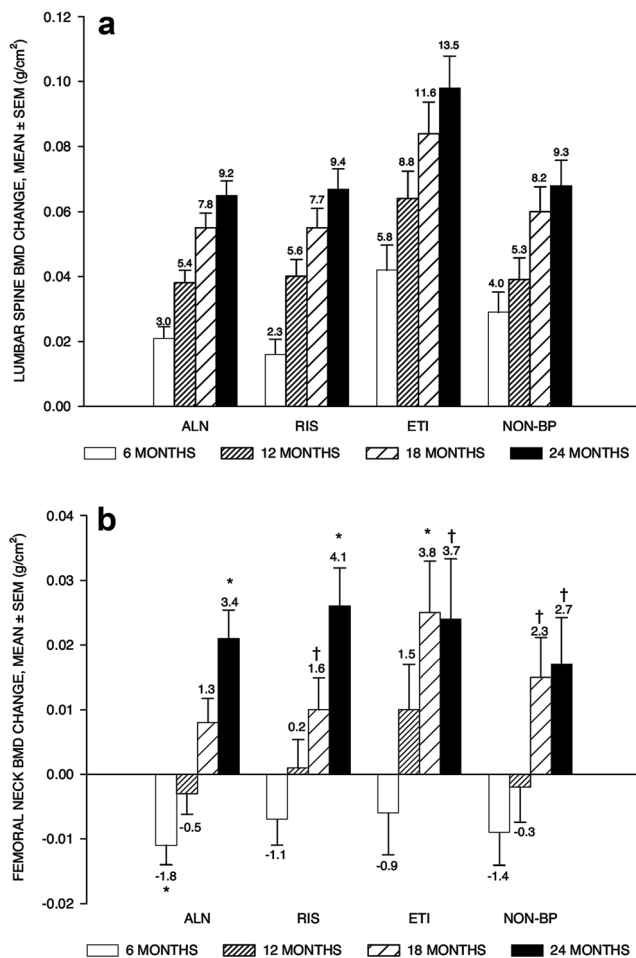 a
LUMBAR SPINE BMD CHANGE, MEAN ± SEM (g/cm²)
0.12
0.10
0.08
0.06
0.04
0.02
0.00
3.0 5.4 7.8 9.2
2.3 5.6 7.7 9.4
5.8 8.8 11.6 13.5
4.0 5.3 8.2 9.3
ALN RIS ETI NON-BP
6 MONTHS 12 MONTHS 18 MONTHS 24 MONTHS
b
FEMORAL NECK BMD CHANGE, MEAN ± SEM (g/cm²)
0.04
0.03
0.02
0.01
0.00
-0.01
-0.02
* * * †
† † †
-1.8 -0.5 1.3 3.4
-1.1 0.2 1.6 4.1
-0.9 1.5 3.8 3.7
-1.4 -0.3 2.3 2.7
*
ALN RIS ETI NON-BP
6 MONTHS 12 MONTHS 18 MONTHS 24 MONTHS